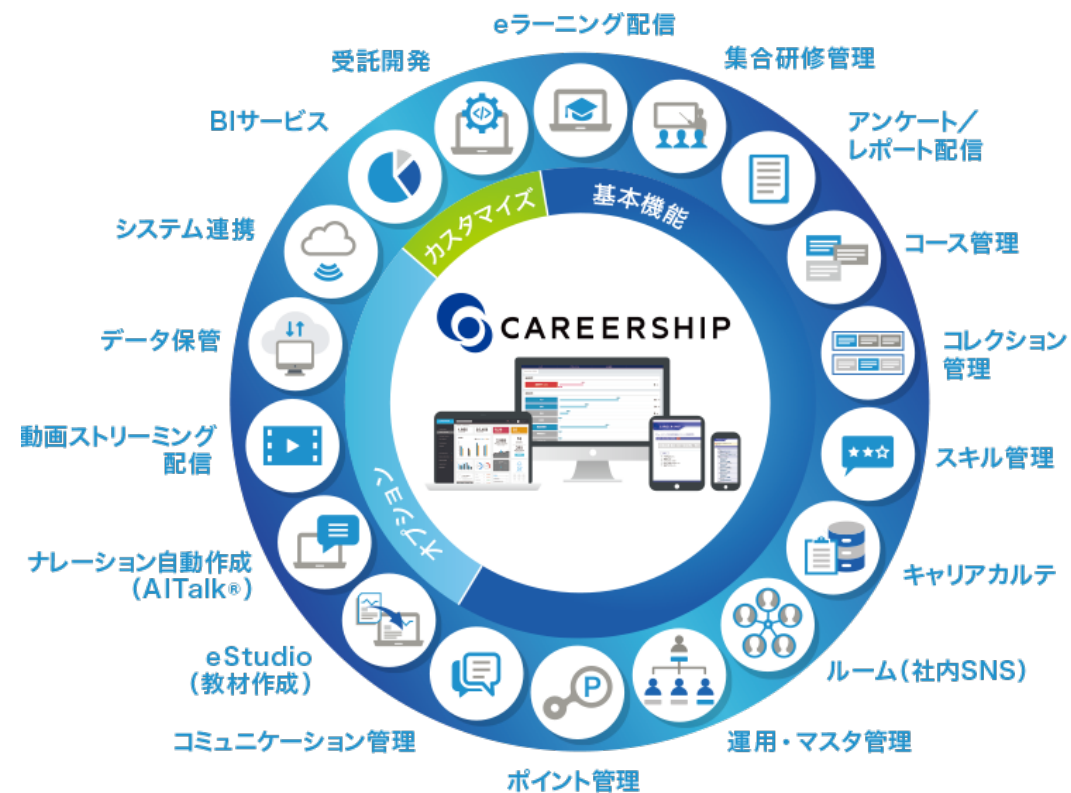 eラーニング配信
集合研修管理
アンケート／
レポート配信
コース管理
コレクション
管理
スキル管理
キャリアカルテ
ルーム（社内SNS）
運用・マスタ管理
ポイント管理
コミュニケーション管理
eStudio
（教材作成）
ナレーション自動作成
（AITalk®）
動画ストリーミング
配信
データ保管
システム連携
BIサービス
受託開発
基本機能
カスタマイズ
オプション
CAREERSHIP
P